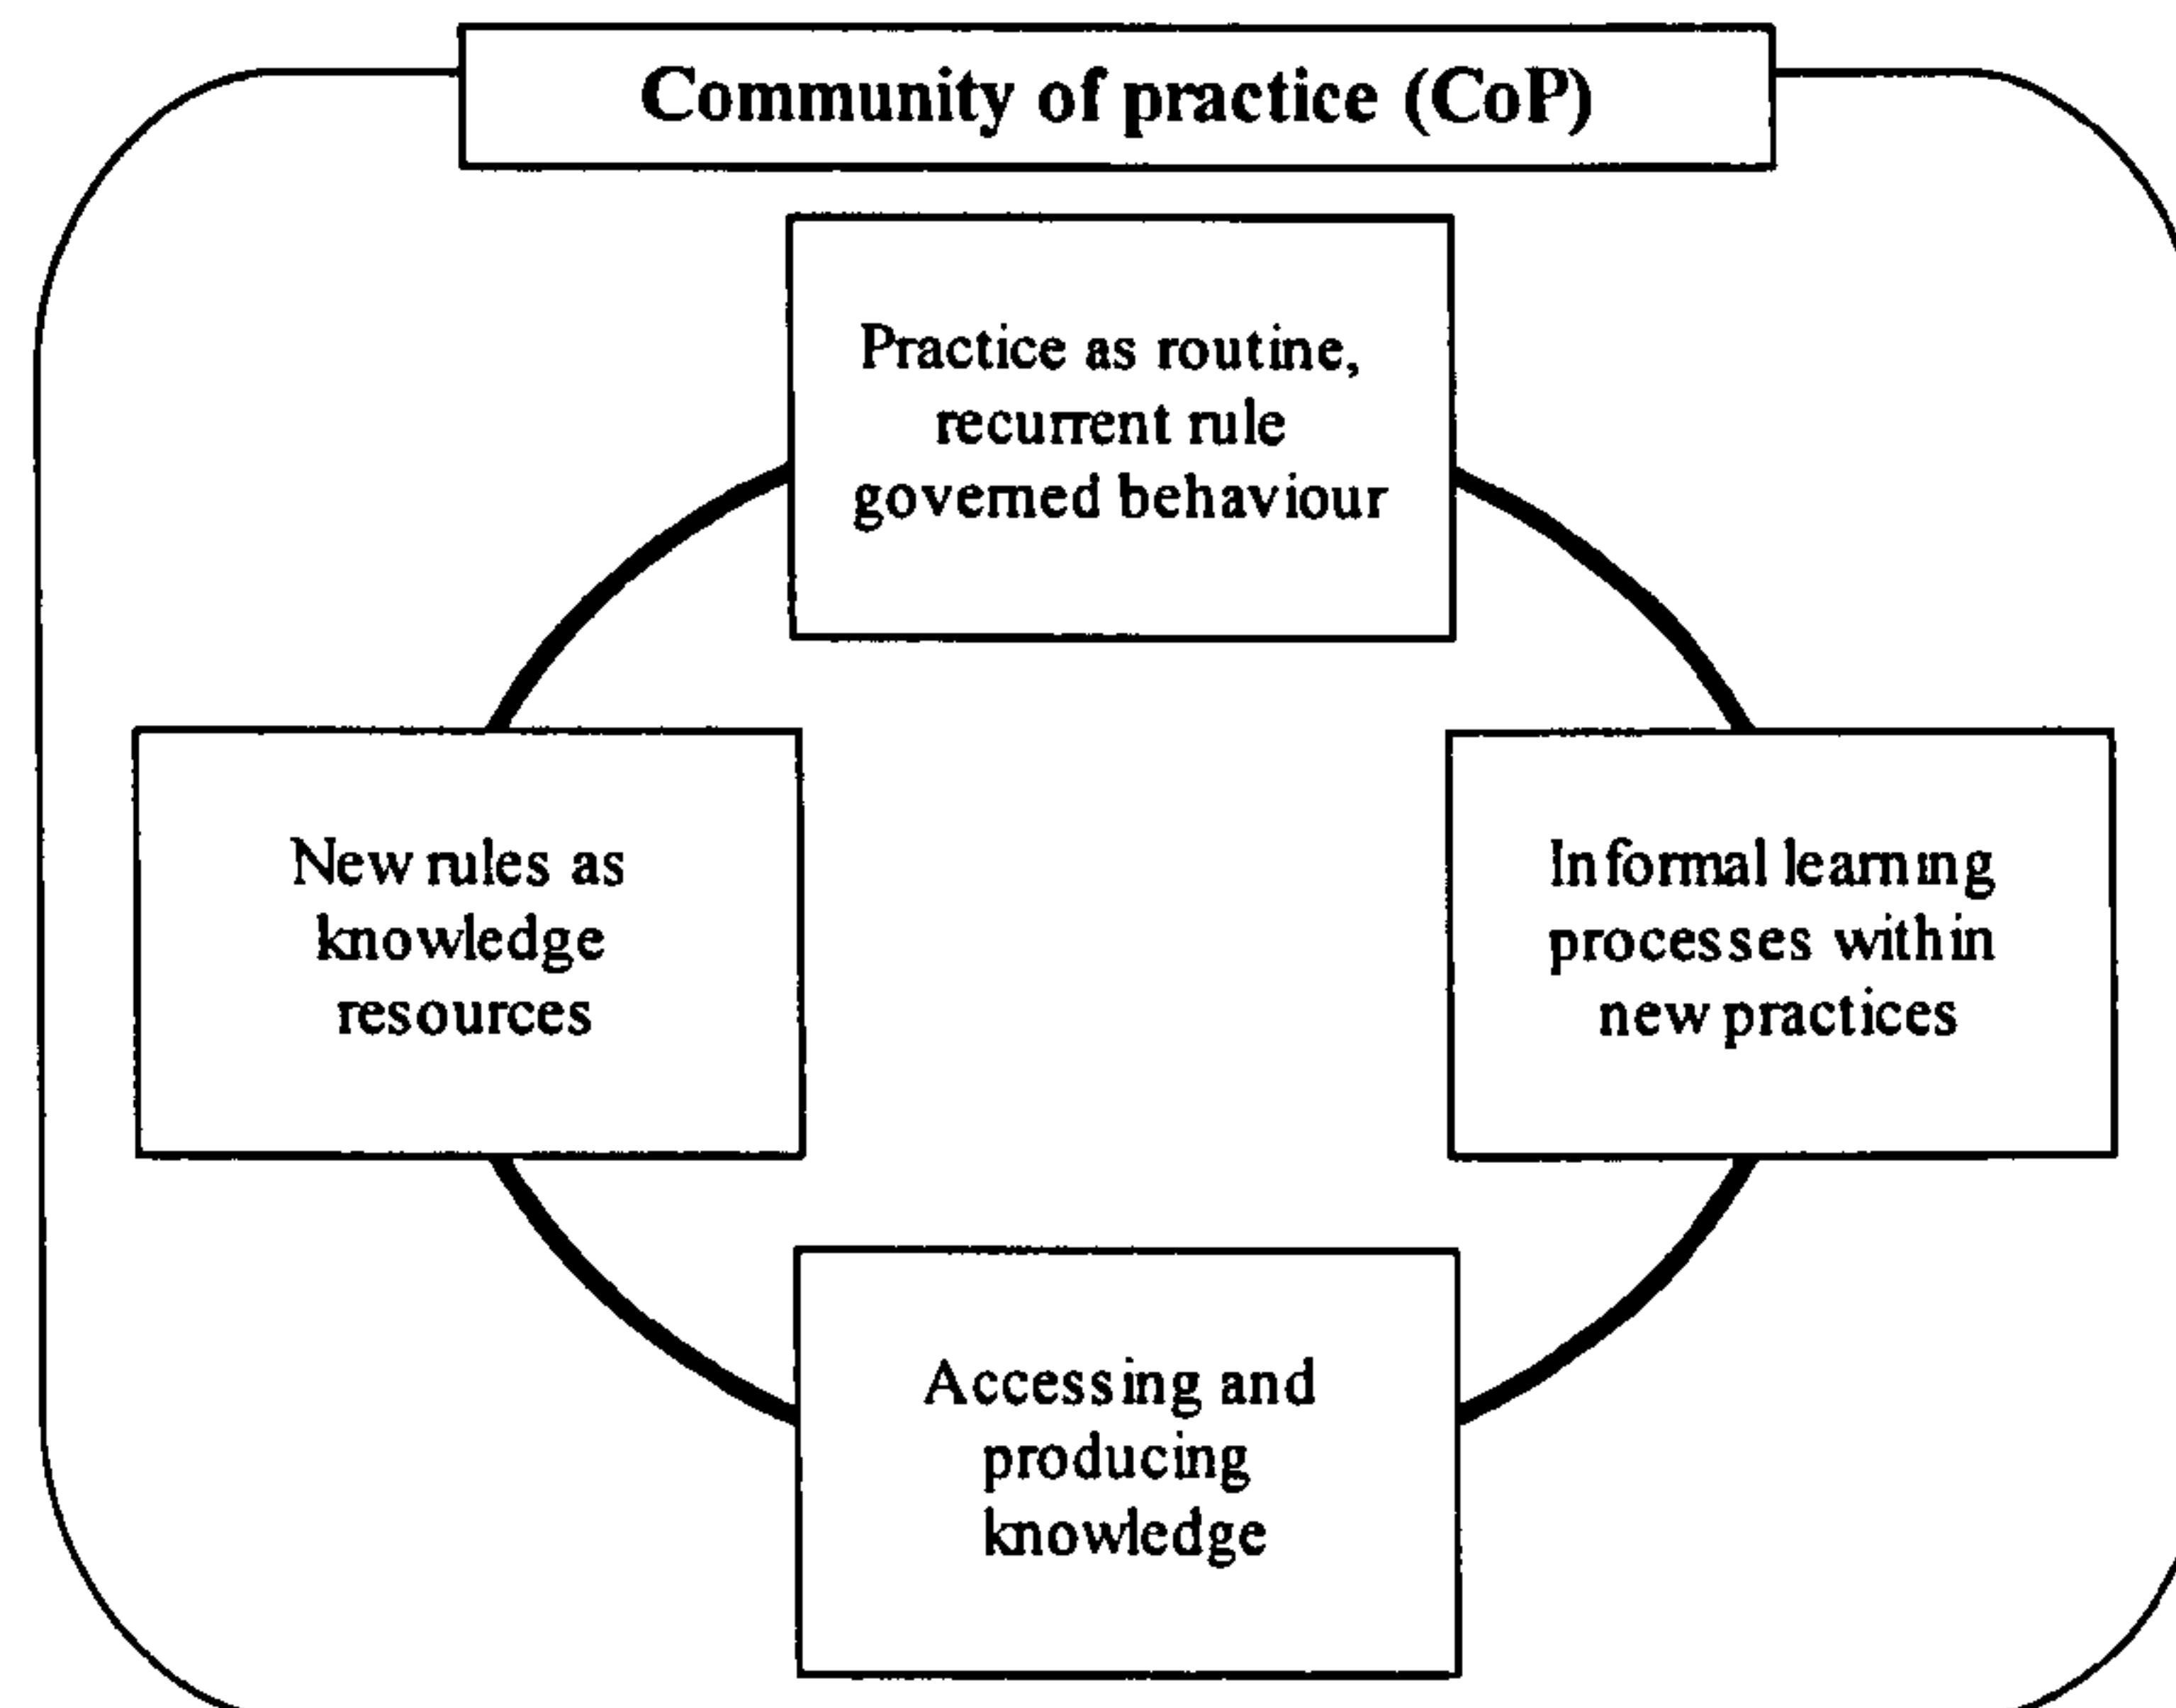 Community of practice (CoP)
Practice as routine,
recurrent rule
governed behaviour
New rules as
knowledge
resources
Informal learning
processes within
new practices
Accessing and
producing
knowledge